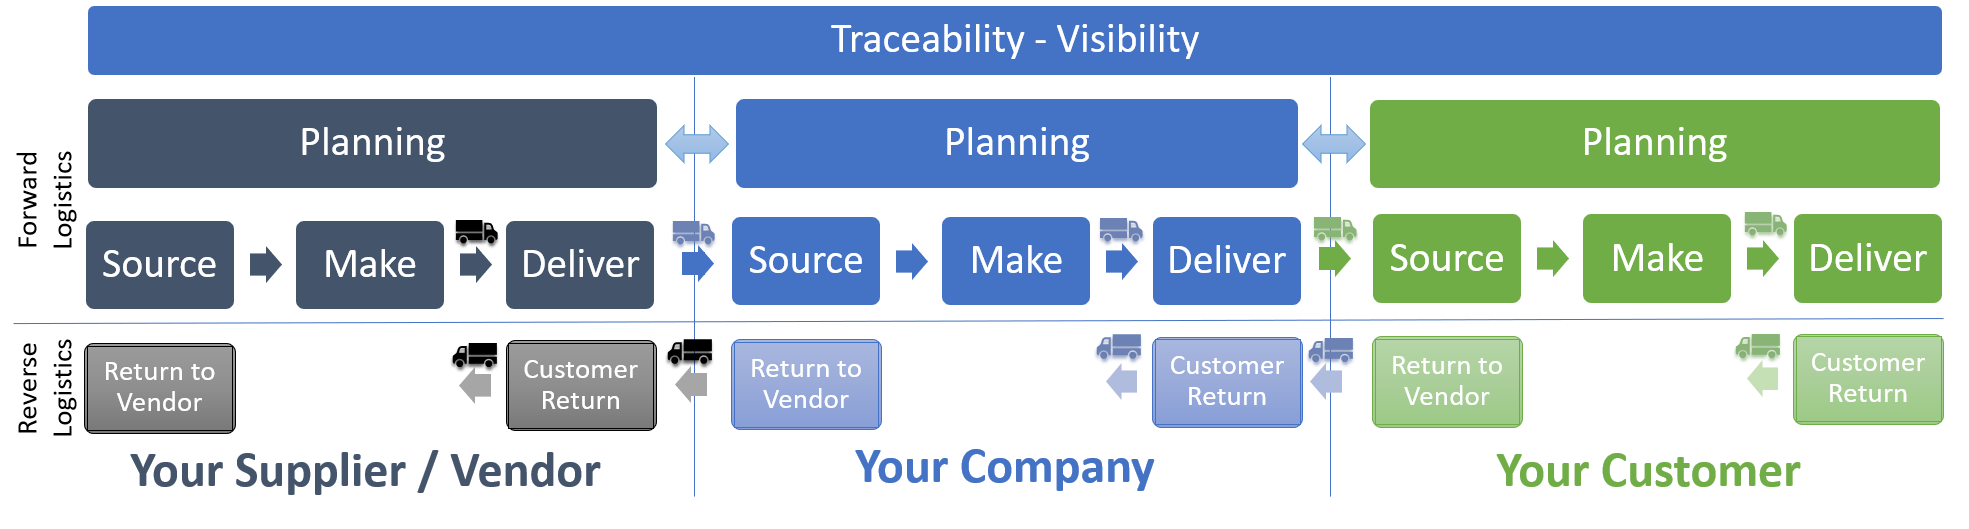 Traceability - Visibility
Planning
Planning
Planning
Forward
Logistics
Source
Make
Deliver
Source
Make
Deliver
Source
Make
Deliver
Reverse
Logistics
Return to
Vendor
Customer
Return
Return to
Vendor
Customer
Return
Return to
Vendor
Customer
Return
Your Supplier / Vendor
Your Company
Your Customer